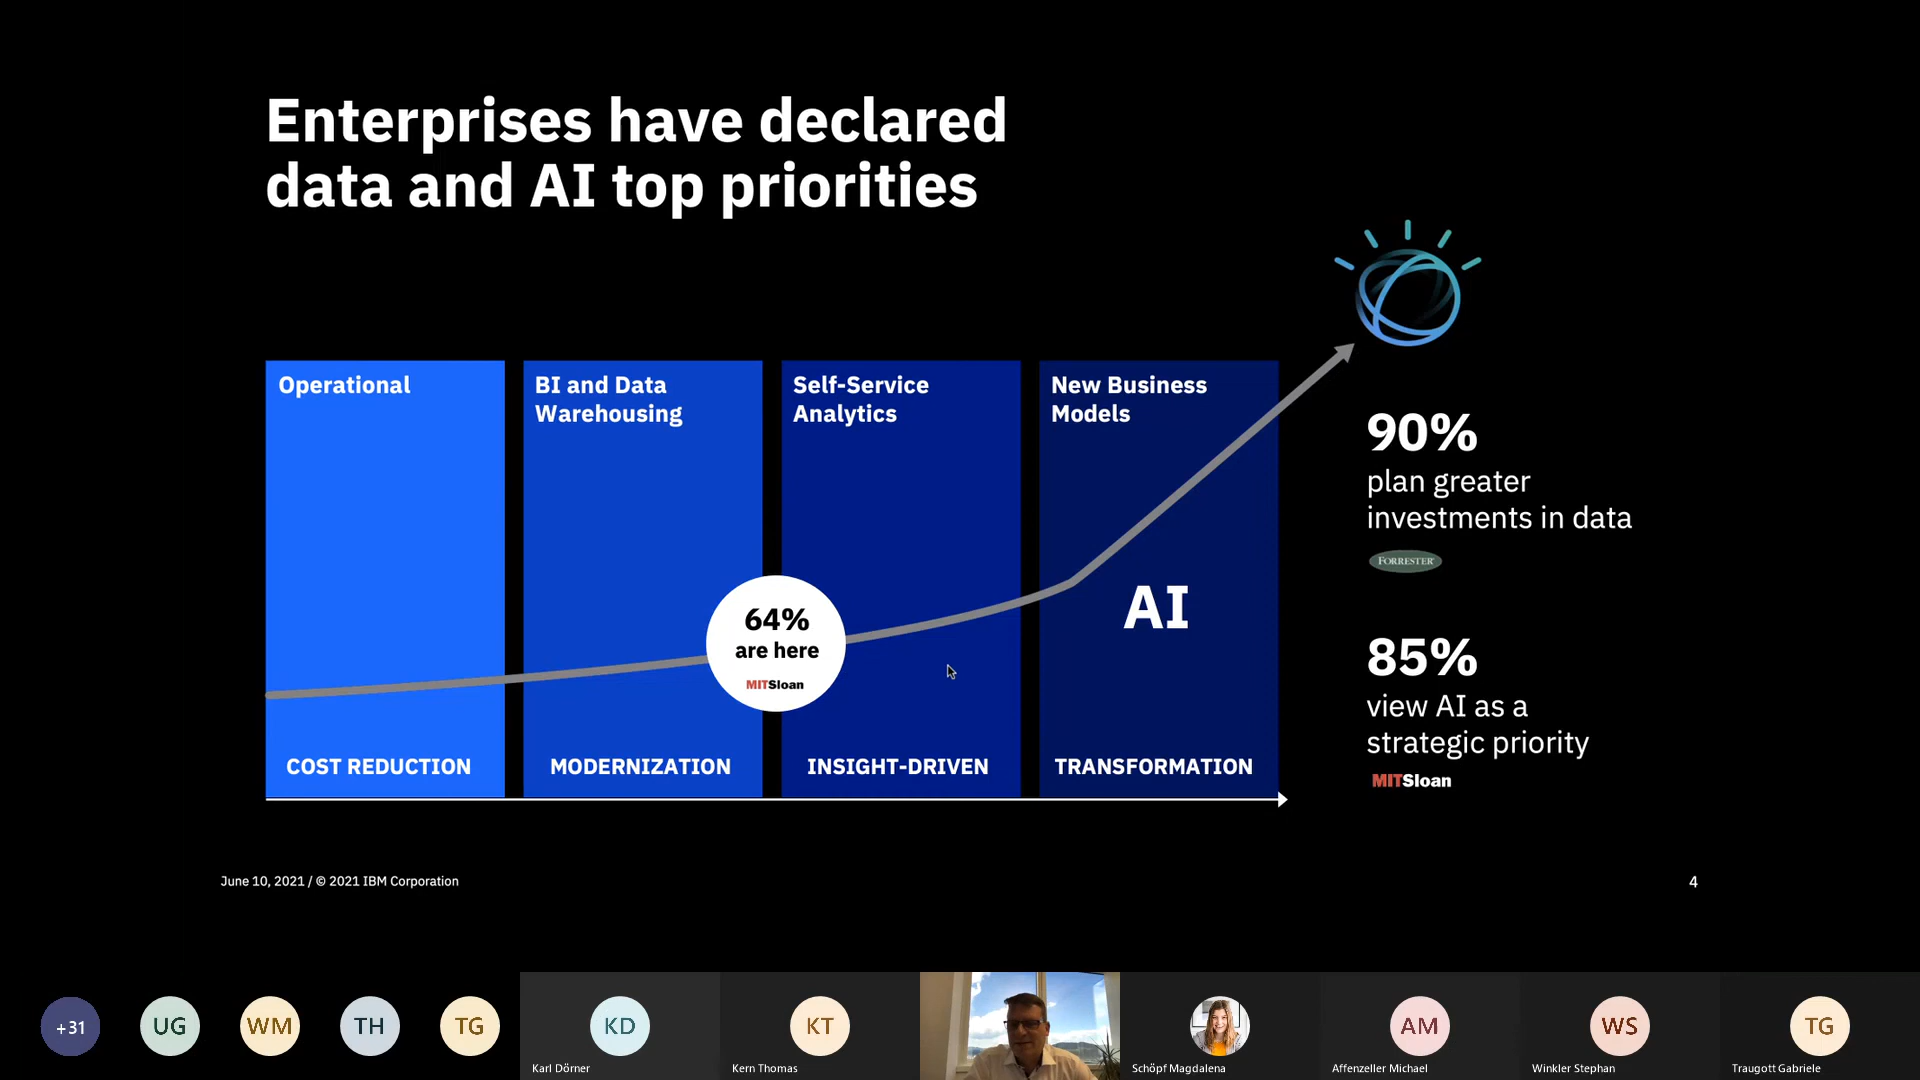 Enterprises have declared
data and AI top priorities
Operational
BI and Data
Warehousing
Self-Service
Analytics
New Business
Models
90%
plan greater
investments in data
FORRESTER
AI
64%
are here
MITSloan
85%
view AI as a
strategic priority
MITSloan
COST REDUCTION
MODERNIZATION
INSIGHT-DRIVEN
TRANSFORMATION
June 10, 2021 / © 2021 IBM Corporation
4
+31
UG
WM
TH
TG
KD
Karl Dörner
KT
Kern Thomas
Schöpf Magdalena
AM
Affenzeller Michael
WS
Winkler Stephan
TG
Traugott Gabriele